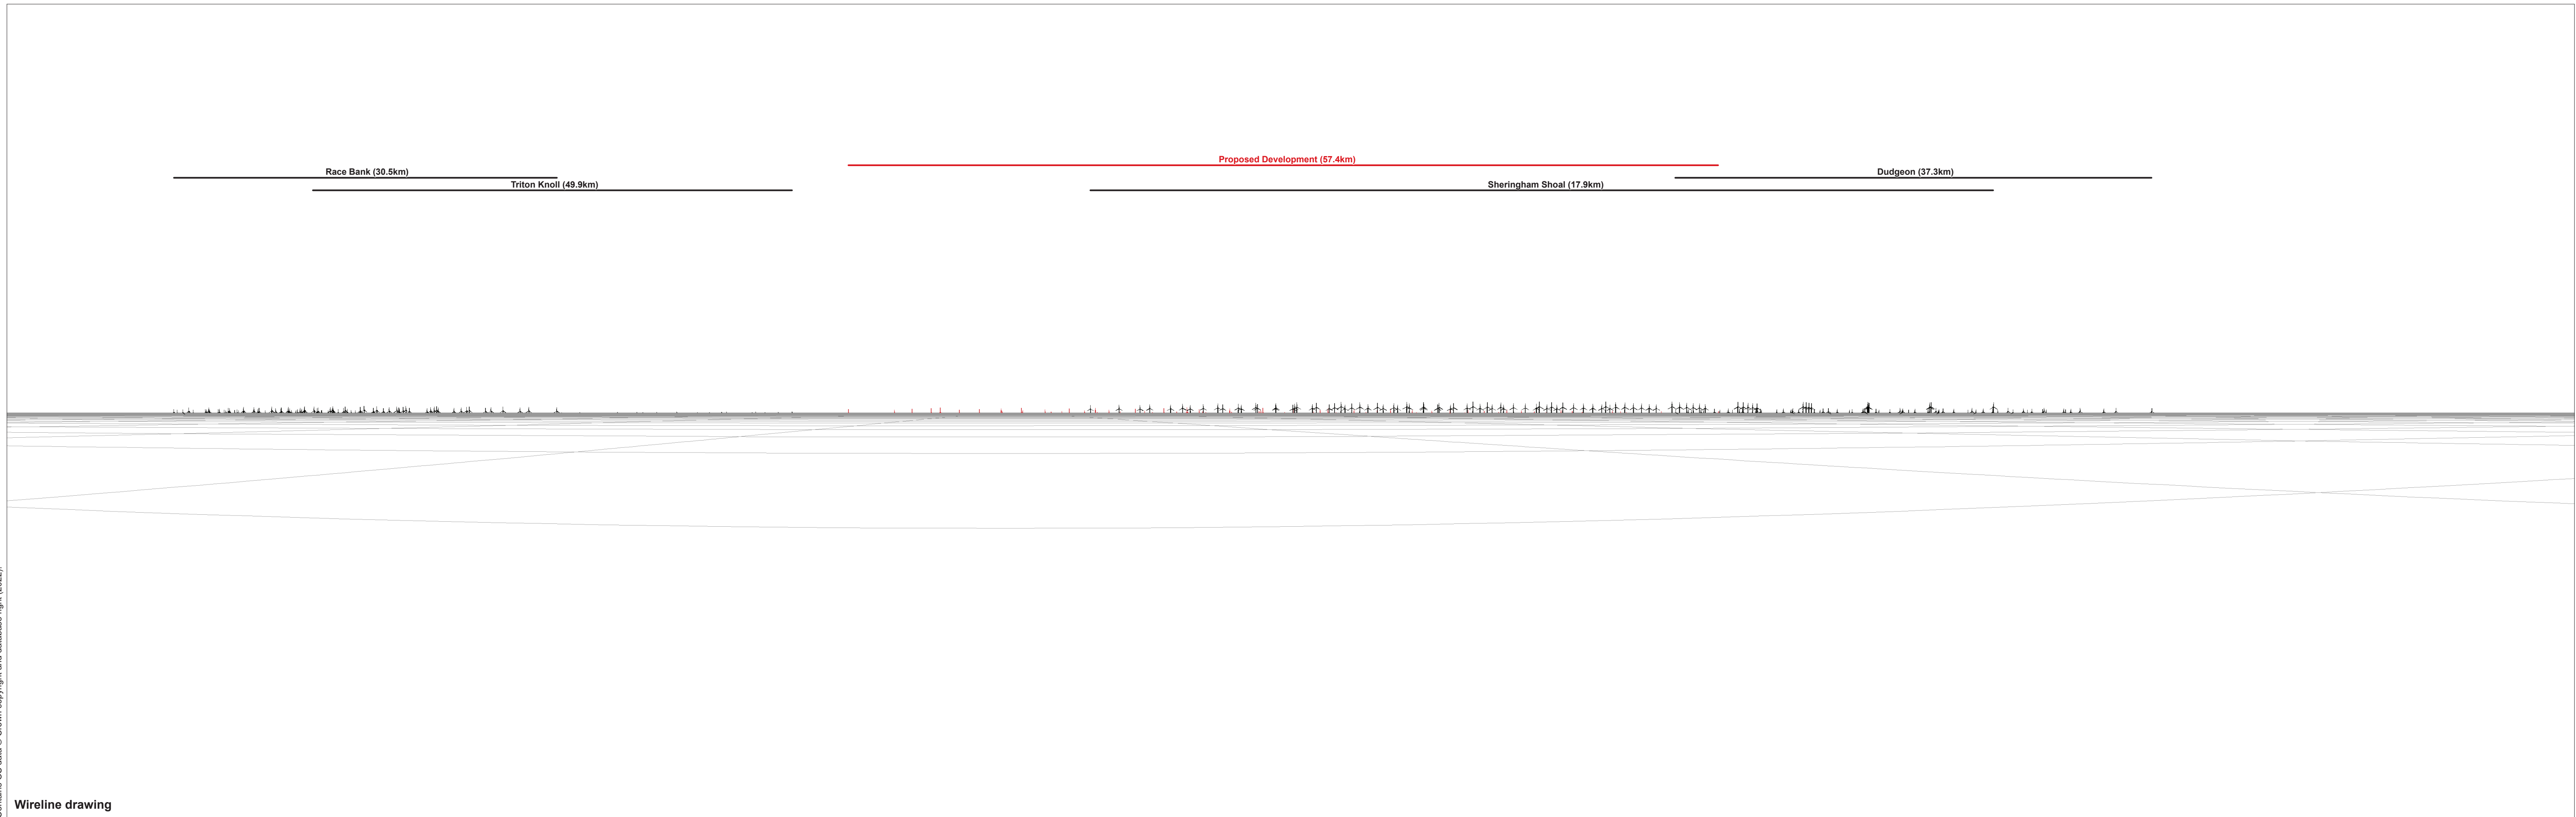 Proposed Development (57.4km)
Race Bank (30.5km)
Dudgeon (37.3km)
Triton Knoll (49.9km)
Sheringham Shoal (17.9km)
Wireline drawing